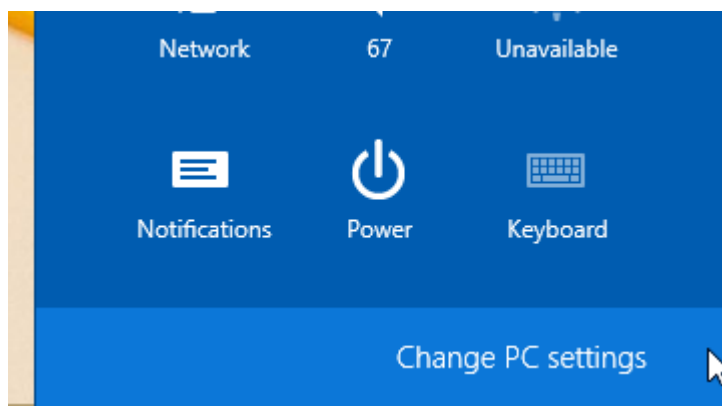 Network 67 Unavailable
Notifications Power Keyboard
Change PC settings